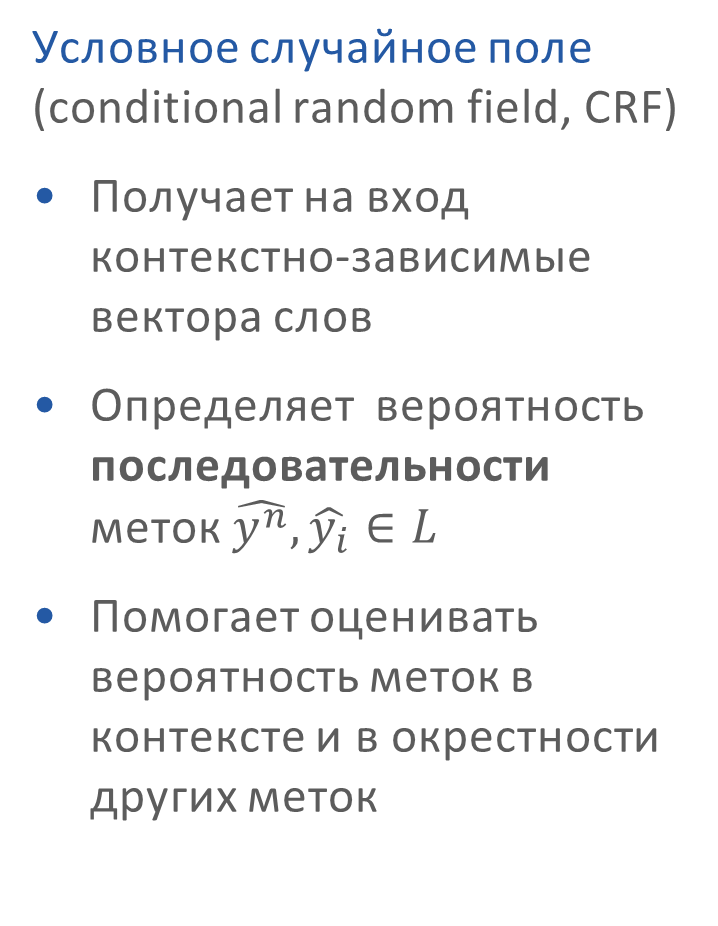 Условное случайное поле
(conditional random field, CRF)
• Получает на вход
контекстно-зависимые
вектора слов
• Определяет вероятность
последовательности
меток $\widehat{y^n}, \widehat{y_i} \in L$
• Помогает оценивать
вероятность меток в
контексте и в окрестности
других меток